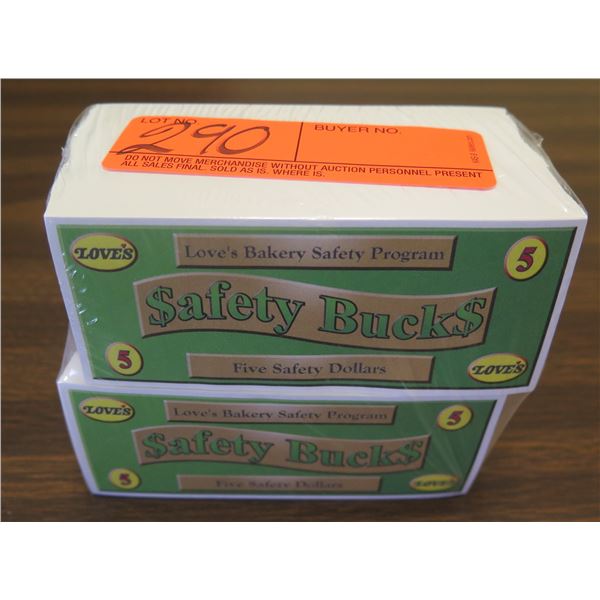 LOT NO.
290
BUYER NO.
DO NOT MOVE MERCHANDISE WITHOUT AUCTION PERSONNEL PRESENT
ALL SALES FINAL. SOLD AS IS. WHERE IS.
LOVE'S
Love's Bakery Safety Program
5
$afety Buck$
5
Five Safety Dollars
LOVE'S
LOVE'S
Love's Bakery Safety Program
5
$afety Buck$
5
Five Safety Dollars
LOVE'S